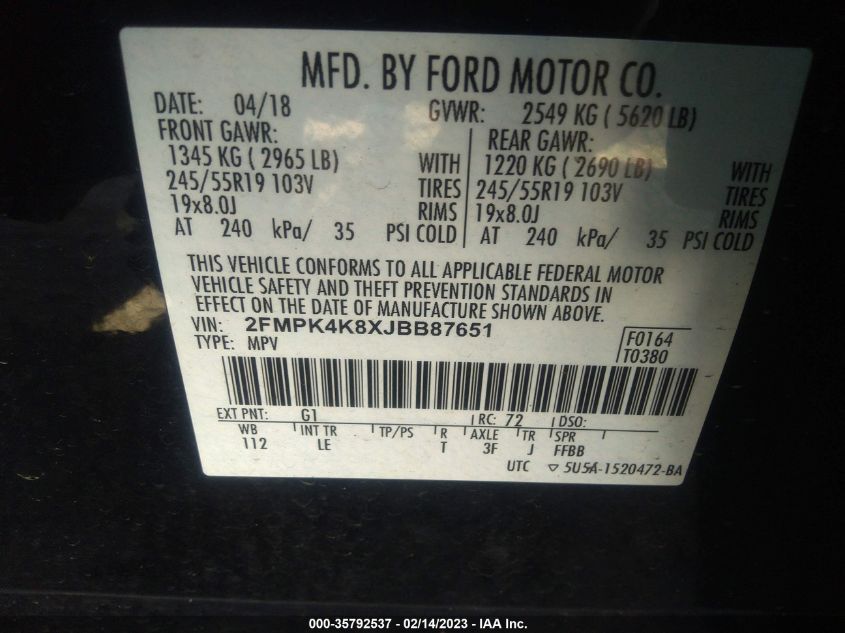 MFD. BY FORD MOTOR CO.
DATE: 04/18 GVWR: 2549 KG ( 5620 LB)
FRONT GAWR: REAR GAWR:
1345 KG ( 2965 LB) WITH 1220 KG ( 2690 LB) WITH
245/55R19 103V TIRES 245/55R19 103V TIRES
19x8.0J RIMS 19x8.0J RIMS
AT 240 kPa/ 35 PSI COLD AT 240 kPa/ 35 PSI COLD
THIS VEHICLE CONFORMS TO ALL APPLICABLE FEDERAL MOTOR
VEHICLE SAFETY AND THEFT PREVENTION STANDARDS IN
EFFECT ON THE DATE OF MANUFACTURE SHOWN ABOVE.
VIN: 2FMPK4K8XJBB87651 F0164
TYPE: MPV T0380
EXT PNT: G1 RC: 72 DSO:
WB INT TR TP/PS R AXLE TR SPR
112 LE T 3F J FFBB
UTC ▽ 5U5A-1520472-BA
000-35792537 - 02/14/2023 - IAA Inc.